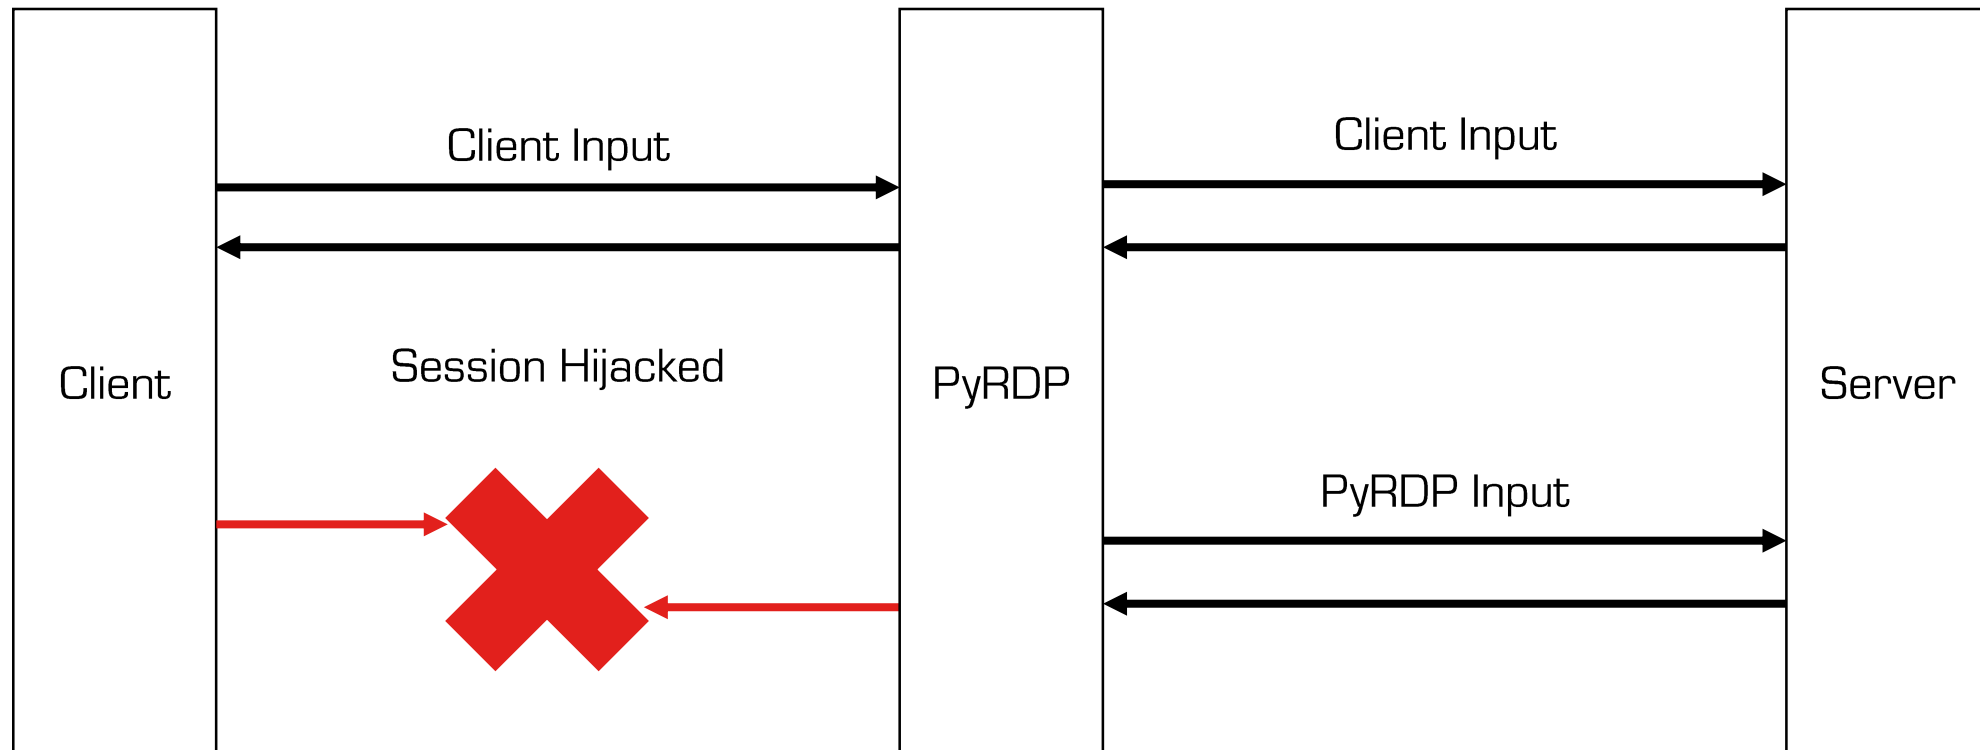 Client Input
Client Input
Session Hijacked
Client
PyRDP
Server
PyRDP Input